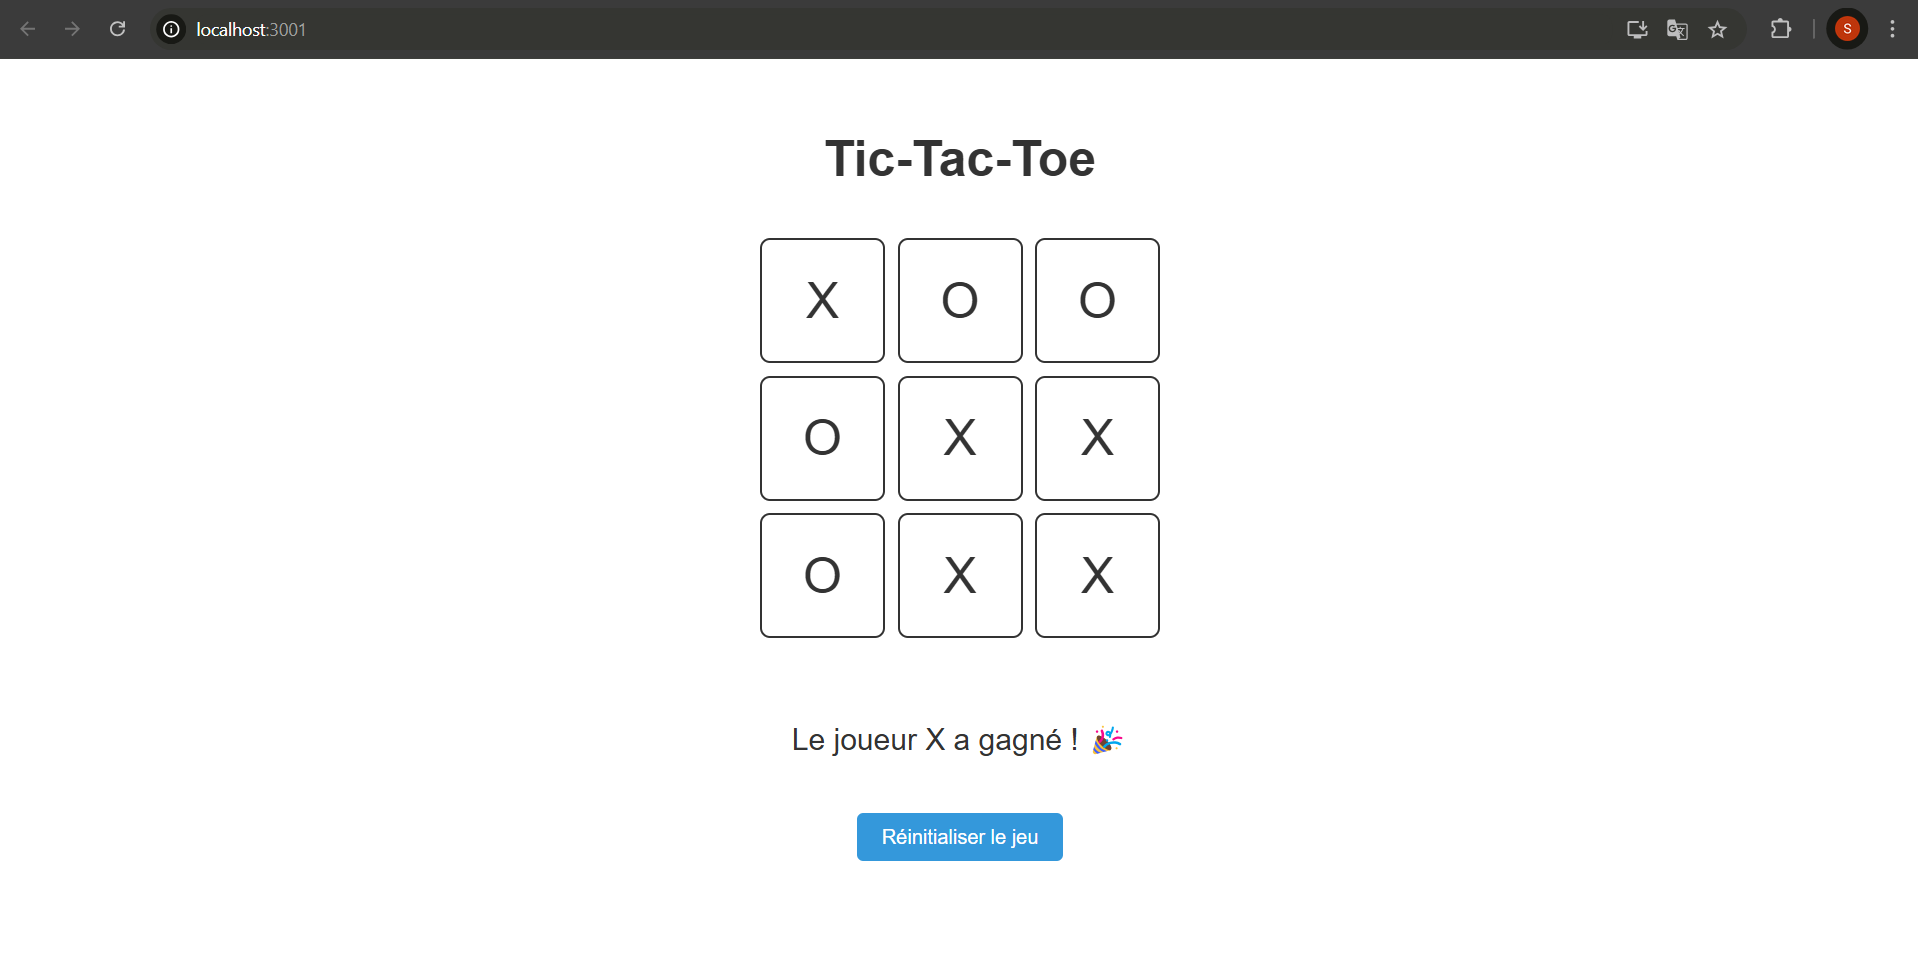 localhost:3001
S
Tic-Tac-Toe
X O O
O X X
O X X
Le joueur X a gagné ! 🎉
Réinitialiser le jeu